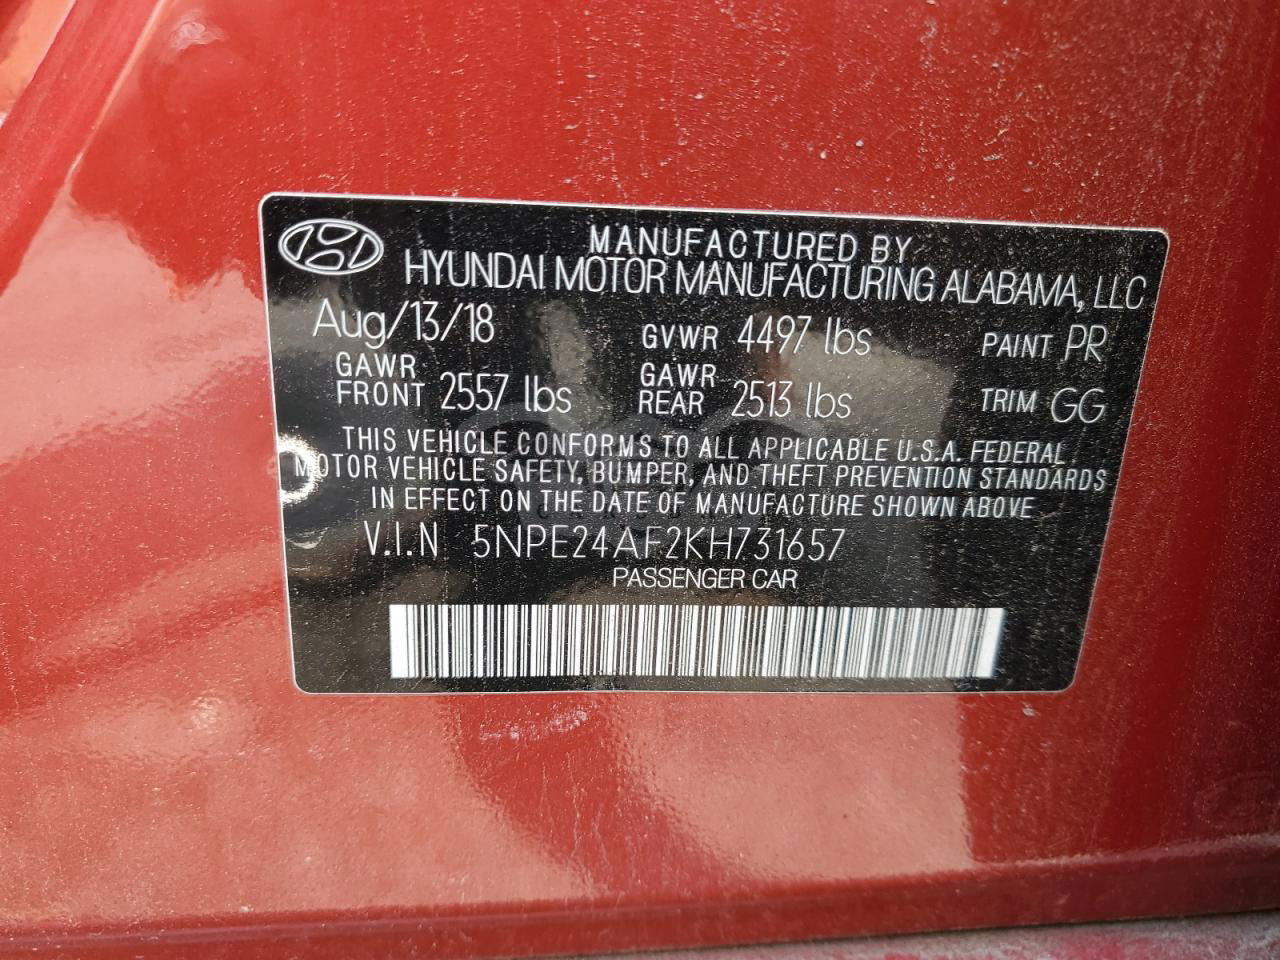 MANUFACTURED BY
HYUNDAI MOTOR MANUFACTURING ALABAMA, LLC
Aug/13/18 GVWR 4497 lbs PAINT PR
GAWR FRONT 2557 lbs GAWR REAR 2513 lbs TRIM GG
THIS VEHICLE CONFORMS TO ALL APPLICABLE U.S.A. FEDERAL
MOTOR VEHICLE SAFETY, BUMPER, AND THEFT PREVENTION STANDARDS
IN EFFECT ON THE DATE OF MANUFACTURE SHOWN ABOVE
V.I.N 5NPE24AF2KH731657
PASSENGER CAR